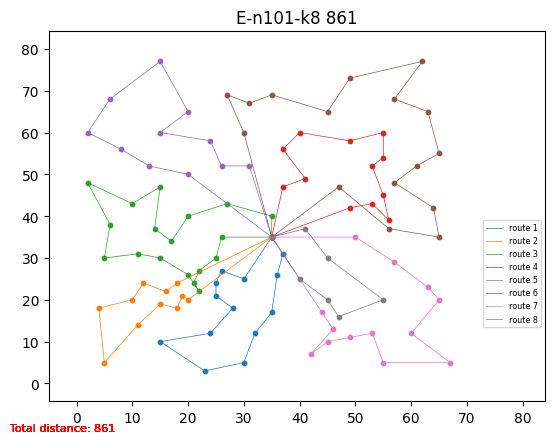 E-n101-k8 861
80
70
60
50
40
30
20
10
0
route 1
route 2
route 3
route 4
route 5
route 6
route 7
route 8
0 10 20 30 40 50 60 70 80
Total distance: 861